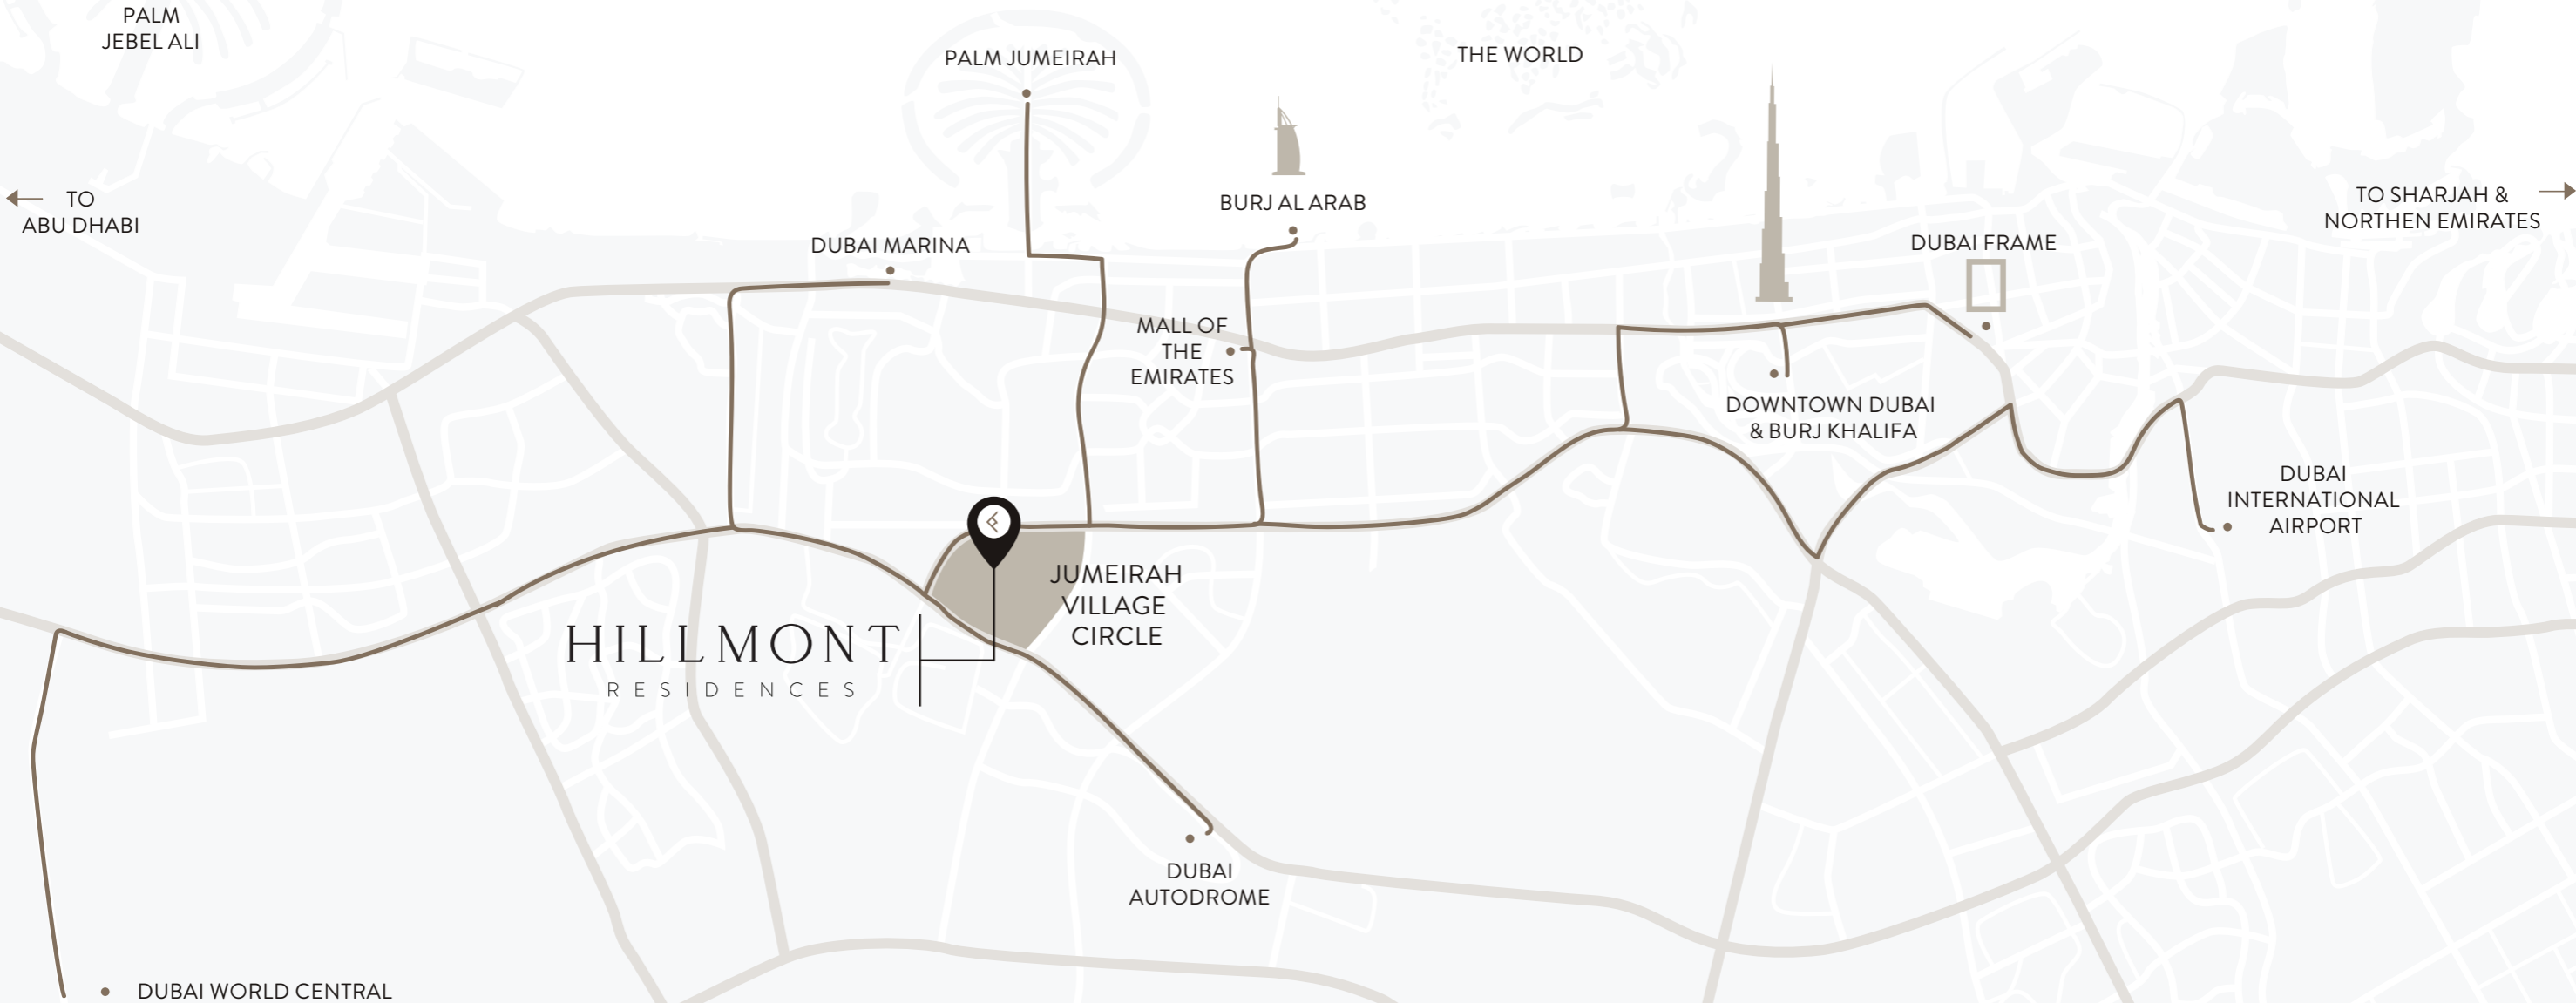 PALM
JEBEL ALI
PALM JUMEIRAH
THE WORLD
TO
ABU DHABI
BURJ AL ARAB
TO SHARJAH &
NORTHEN EMIRATES
DUBAI MARINA
DUBAI FRAME
MALL OF
THE
EMIRATES
DOWNTOWN DUBAI
& BURJ KHALIFA
DUBAI
INTERNATIONAL
AIRPORT
JUMEIRAH
VILLAGE
CIRCLE
HILLMONT
RESIDENCES
DUBAI
AUTODROME
DUBAI WORLD CENTRAL